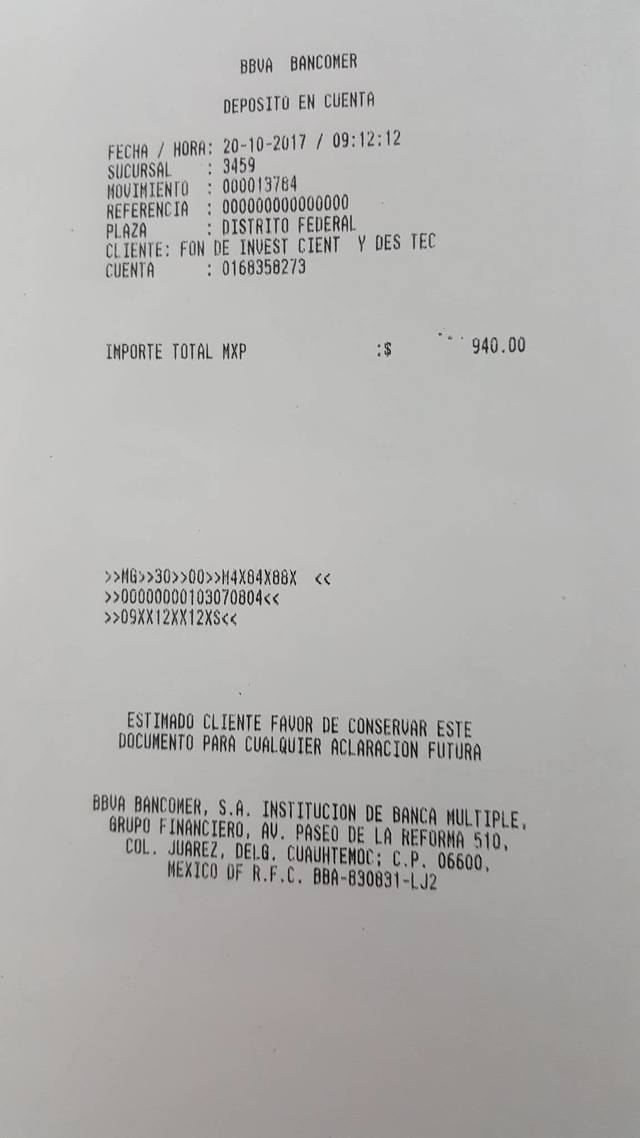 BBVA BANCOMER
DEPOSITO EN CUENTA
FECHA / HORA: 20-10-2017 / 09:12:12
SUCURSAL : 3459
MOVIMIENTO : 000013784
REFERENCIA : 000000000000000
PLAZA : DISTRITO FEDERAL
CLIENTE: FON DE INVEST CIENT Y DES TEC
CUENTA : 0168358273
IMPORTE TOTAL MXP :$ 940.00
>>MG>>30>>00>>M4X84X88X <<
>>00000000103070804<<
>>09XX12XX12XS<<
ESTIMADO CLIENTE FAVOR DE CONSERVAR ESTE
DOCUMENTO PARA CUALQUIER ACLARACION FUTURA
BBVA BANCOMER, S.A. INSTITUCION DE BANCA MULTIPLE,
GRUPO FINANCIERO, AV. PASEO DE LA REFORMA 510,
COL. JUAREZ, DELG. CUAUHTEMOC; C.P. 06600,
MEXICO DF R.F.C. BBA-830831-LJ2